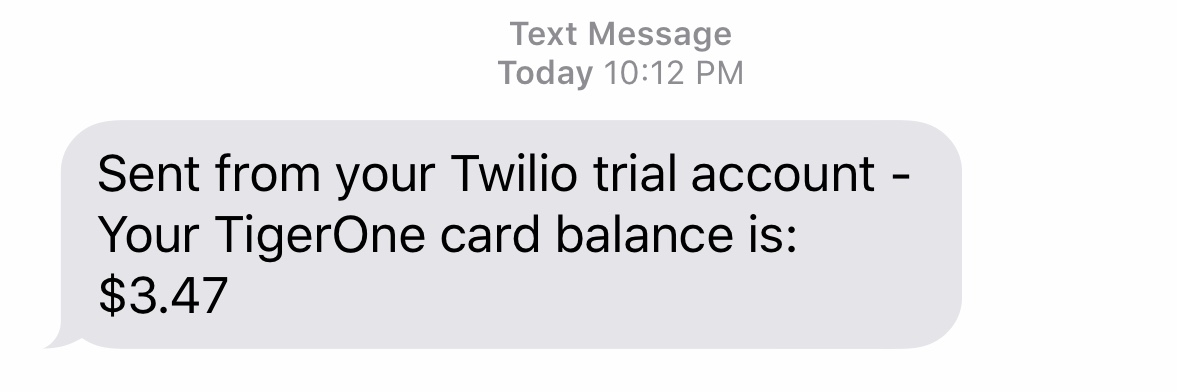 Text Message
Today 10:12 PM
Sent from your Twilio trial account -
Your TigerOne card balance is:
$3.47